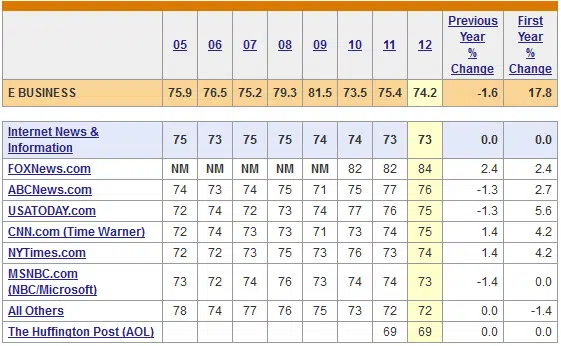 05 06 07 08 09 10 11 12 Previous Year % Change First Year % Change
E BUSINESS 75.9 76.5 75.2 79.3 81.5 73.5 75.4 74.2 -1.6 17.8
Internet News & Information 75 73 75 75 74 74 73 73 0.0 0.0
FOXNews.com NM NM NM NM NM 82 82 84 2.4 2.4
ABCNews.com 74 73 74 75 71 75 77 76 -1.3 2.7
USATODAY.com 72 74 72 73 74 77 76 75 -1.3 5.6
CNN.com (Time Warner) 72 74 73 73 71 73 74 75 1.4 4.2
NYTimes.com 72 72 73 75 73 76 73 74 1.4 4.2
MSNBC.com (NBC/Microsoft) 73 72 74 76 73 74 74 73 -1.4 0.0
All Others 78 74 77 76 75 73 72 72 0.0 -1.4
The Huffington Post (AOL) 69 69 0.0 0.0